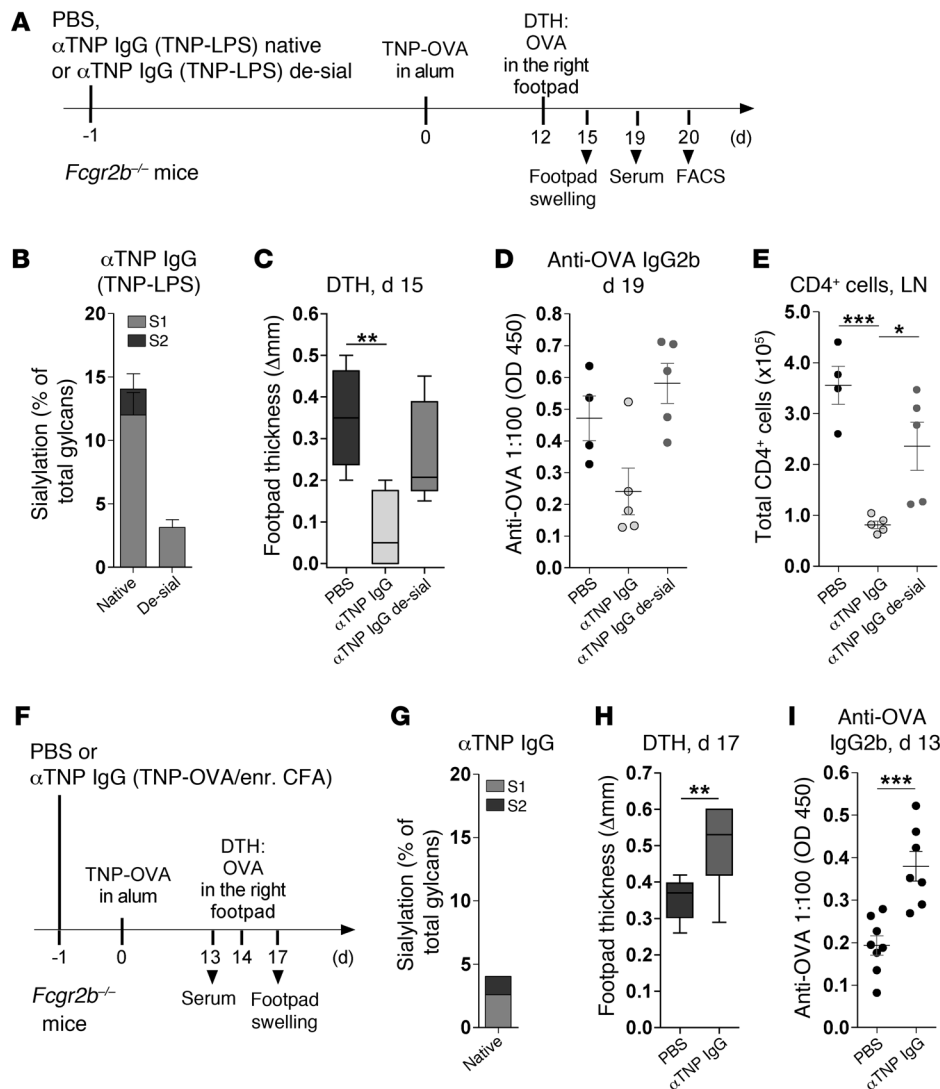 A
PBS,
αTNP IgG (TNP-LPS) native
or αTNP IgG (TNP-LPS) de-sial
TNP-OVA
in alum
DTH:
OVA
in the right
footpad
-1
0
12
15
19
20
(d)
Fcgr2b–/– mice
Footpad
swelling
Serum
FACS
B
αTNP IgG
(TNP-LPS)
Sialylation (% of
total gylcans)
20
15
10
5
0
S1
S2
Native
De-sial
C
DTH, d 15
Footpad thickness (Δmm)
0.6
0.5
0.4
0.3
0.2
0.1
0.0
**
PBS
αTNP IgG
αTNP IgG de-sial
D
Anti-OVA IgG2b
d 19
Anti-OVA 1:100 (OD 450)
0.8
0.7
0.6
0.5
0.4
0.3
0.2
0.1
0.0
PBS
αTNP IgG
αTNP IgG de-sial
E
CD4+ cells, LN
Total CD4+ cells (x10⁵)
5.0
4.0
3.0
2.0
1.0
0.0
***
*
PBS
αTNP IgG
αTNP IgG de-sial
F
PBS or
αTNP IgG (TNP-OVA/enr. CFA)
TNP-OVA
in alum
DTH:
OVA
in the right
footpad
-1
0
13
14
17
(d)
Fcgr2b–/–
mice
Serum
Footpad
swelling
G
αTNP IgG
Sialylation (% of
total gylcans)
20
15
10
5
0
S1
S2
Native
H
DTH, d 17
Footpad thickness (Δmm)
0.7
0.6
0.5
0.4
0.3
0.2
0.1
0.0
**
PBS
αTNP IgG
I
Anti-OVA
IgG2b, d 13
Anti-OVA 1:100 (OD 450)
0.6
0.5
0.4
0.3
0.2
0.1
0.0
***
PBS
αTNP IgG